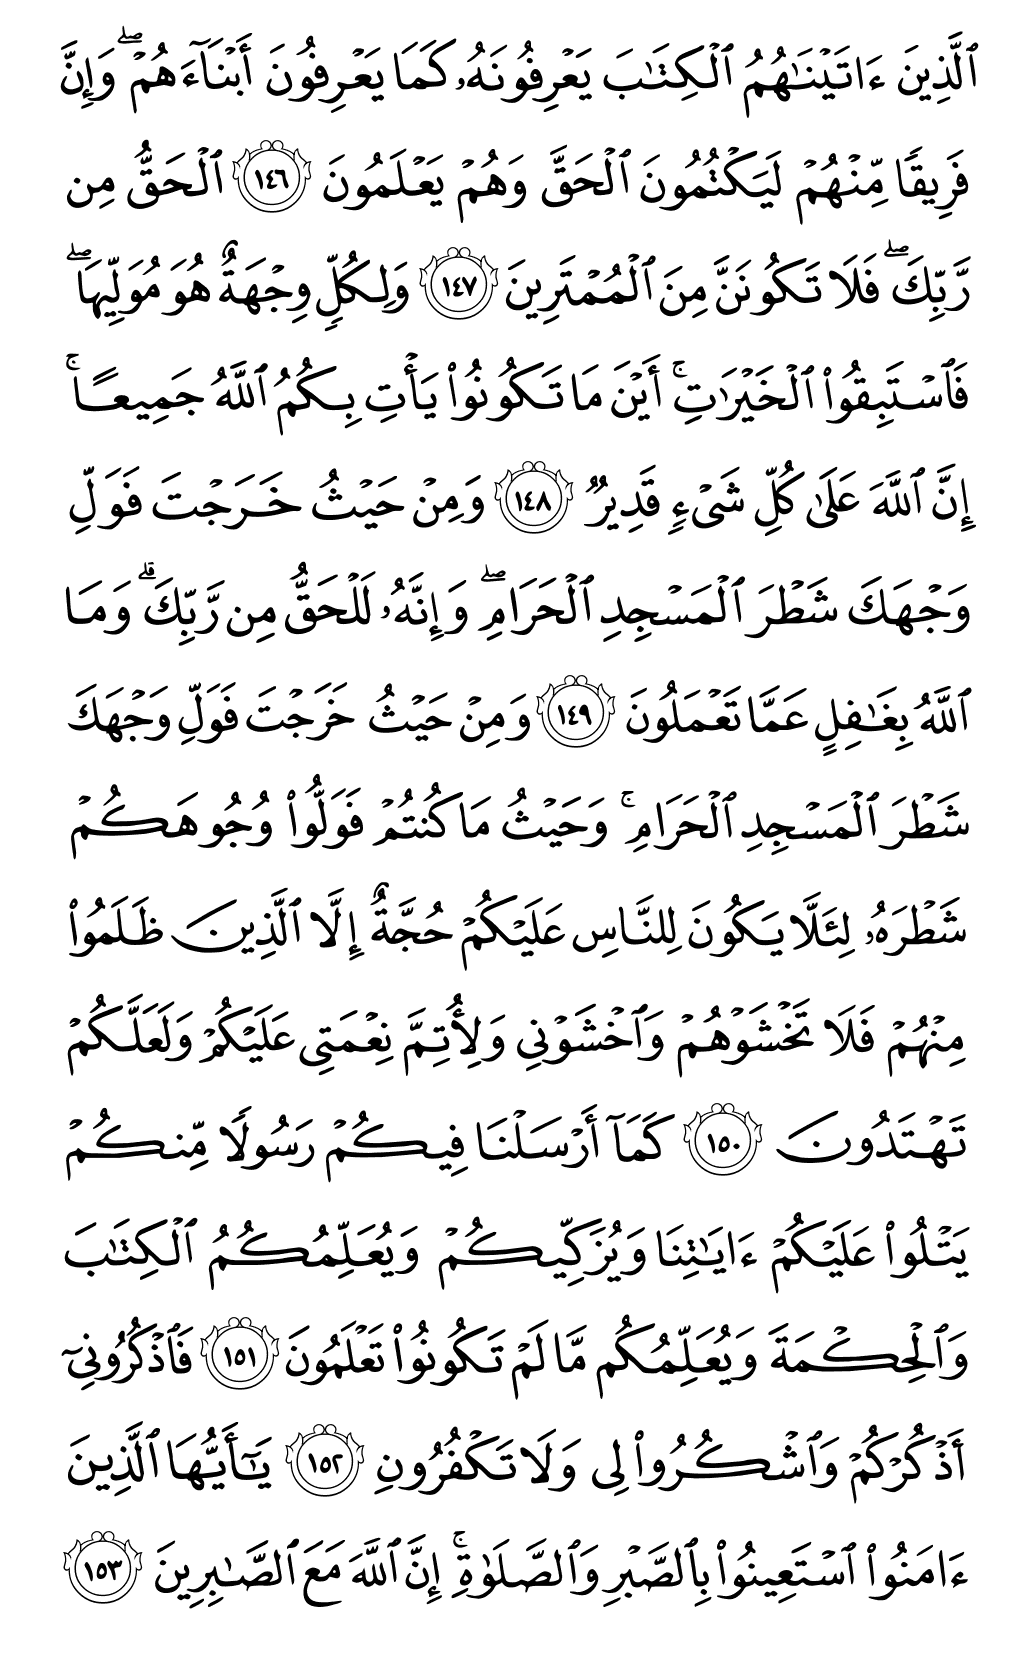 ٱلَّذِينَ ءَاتَيْنَـٰهُمُ ٱلْكِتَـٰبَ يَعْرِفُونَهُۥ كَمَا يَعْرِفُونَ أَبْنَآءَهُمْ ۖ وَإِنَّ
فَرِيقًا مِّنْهُمْ لَيَكْتُمُونَ ٱلْحَقَّ وَهُمْ يَعْلَمُونَ ١٤٦ ٱلْحَقُّ مِن
رَّبِّكَ ۖ فَلَا تَكُونَنَّ مِنَ ٱلْمُمْتَرِينَ ١٤٧ وَلِكُلٍّ وِجْهَةٌ هُوَ مُوَلِّيهَا ۖ
فَٱسْتَبِقُوا۟ ٱلْخَيْرَٰتِ ۚ أَيْنَ مَا تَكُونُوا۟ يَأْتِ بِكُمُ ٱللَّهُ جَمِيعًا ۚ
إِنَّ ٱللَّهَ عَلَىٰ كُلِّ شَىْءٍ قَدِيرٌ ١٤٨ وَمِنْ حَيْثُ خَرَجْتَ فَوَلِّ
وَجْهَكَ شَطْرَ ٱلْمَسْجِدِ ٱلْحَرَامِ ۖ وَإِنَّهُۥ لَلْحَقُّ مِن رَّبِّكَ ۗ وَمَا
ٱللَّهُ بِغَـٰفِلٍ عَمَّا تَعْمَلُونَ ١٤٩ وَمِنْ حَيْثُ خَرَجْتَ فَوَلِّ وَجْهَكَ
شَطْرَ ٱلْمَسْجِدِ ٱلْحَرَامِ ۚ وَحَيْثُ مَا كُنتُمْ فَوَلُّوا۟ وُجُوهَكُمْ
شَطْرَهُۥ لِئَلَّا يَكُونَ لِلنَّاسِ عَلَيْكُمْ حُجَّةٌ إِلَّا ٱلَّذِينَ ظَلَمُوا۟
مِنْهُمْ فَلَا تَخْشَوْهُمْ وَٱخْشَوْنِى وَلِأُتِمَّ نِعْمَتِى عَلَيْكُمْ وَلَعَلَّكُمْ
تَهْتَدُونَ ١٥٠ كَمَآ أَرْسَلْنَا فِيكُمْ رَسُولًا مِّنكُمْ
يَتْلُوا۟ عَلَيْكُمْ ءَايَـٰتِنَا وَيُزَكِّيكُمْ وَيُعَلِّمُكُمُ ٱلْكِتَـٰبَ
وَٱلْحِكْمَةَ وَيُعَلِّمُكُم مَّا لَمْ تَكُونُوا۟ تَعْلَمُونَ ١٥١ فَٱذْكُرُونِىٓ
أَذْكُرْكُمْ وَٱشْكُرُوا۟ لِى وَلَا تَكْفُرُونِ ١٥٢ يَـٰٓأَيُّهَا ٱلَّذِينَ
ءَامَنُوا۟ ٱسْتَعِينُوا۟ بِٱلصَّبْرِ وَٱلصَّلَوٰةِ ۚ إِنَّ ٱللَّهَ مَعَ ٱلصَّـٰبِرِينَ ١٥٣